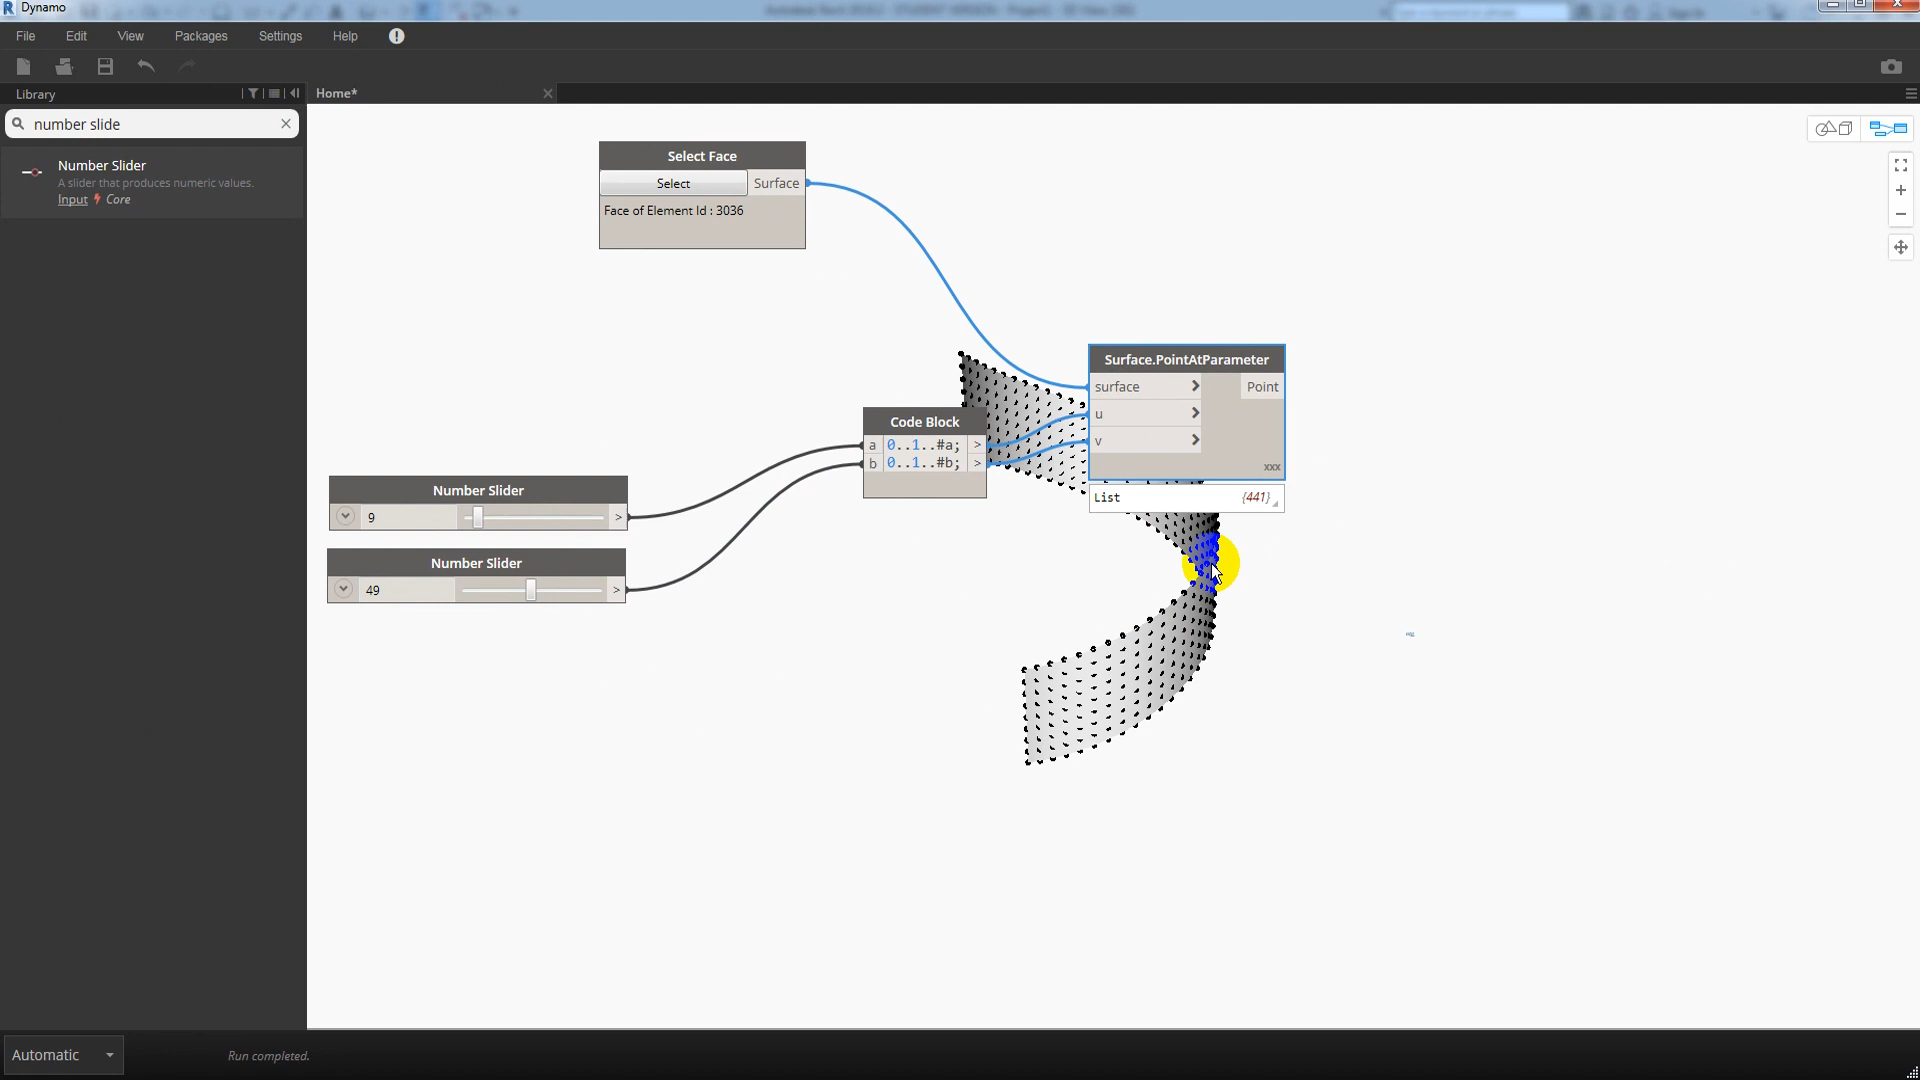 Dynamo
File Edit View Packages Settings Help
Library
Home*
number slide
Number Slider
A slider that produces numeric values.
Input Core
Select Face
Select Surface
Face of Element Id : 3036
Surface.PointAtParameter
surface > Point
u >
v >
xxx
List {441}
Code Block
a 0..1..#a; >
b 0..1..#b; >
Number Slider
9 >
Number Slider
49 >
Automatic
Run completed.